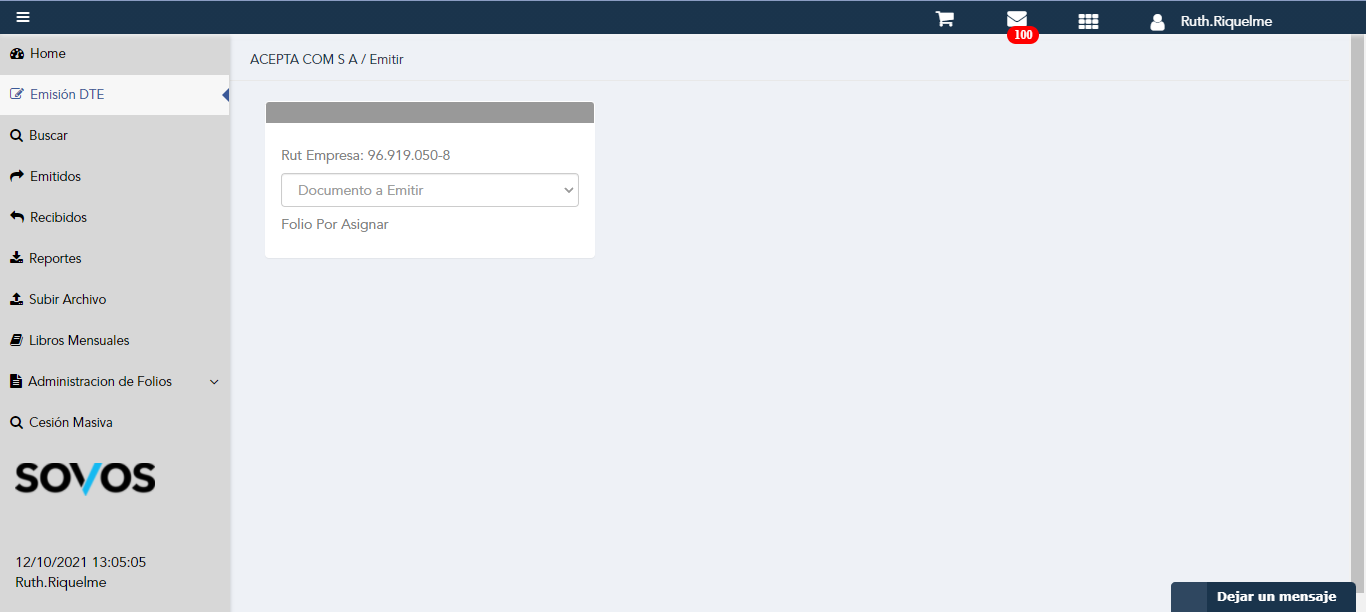 Ruth.Riquelme
100
Home
ACEPTA COM S A / Emitir
Emisión DTE
Buscar
Emitidos
Recibidos
Reportes
Subir Archivo
Libros Mensuales
Administracion de Folios
Cesión Masiva
Rut Empresa: 96.919.050-8
Documento a Emitir
Folio Por Asignar
SOVOS
12/10/2021 13:05:05
Ruth.Riquelme
Dejar un mensaje